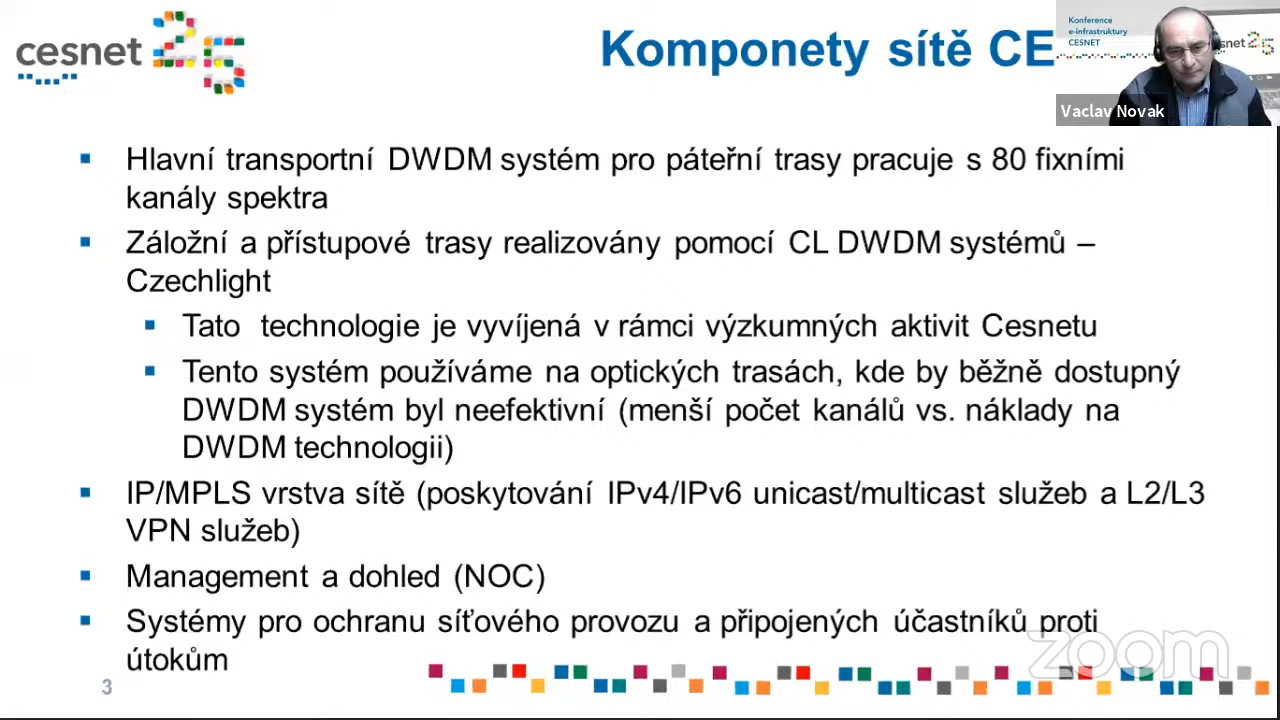 cesnet 25
Komponety sítě CE
Konference
e-infrastruktury
CESNET
snet 25
Vaclav Novak
▪ Hlavní transportní DWDM systém pro páteřní trasy pracuje s 80 fixními
kanály spektra
▪ Záložní a přístupové trasy realizovány pomocí CL DWDM systémů –
Czechlight
▪ Tato technologie je vyvíjená v rámci výzkumných aktivit Cesnetu
▪ Tento systém používáme na optických trasách, kde by běžně dostupný
DWDM systém byl neefektivní (menší počet kanálů vs. náklady na
DWDM technologii)
▪ IP/MPLS vrstva sítě (poskytování IPv4/IPv6 unicast/multicast služeb a L2/L3
VPN služeb)
▪ Management a dohled (NOC)
▪ Systémy pro ochranu síťového provozu a připojených účastníků proti
útokům
zoom
3